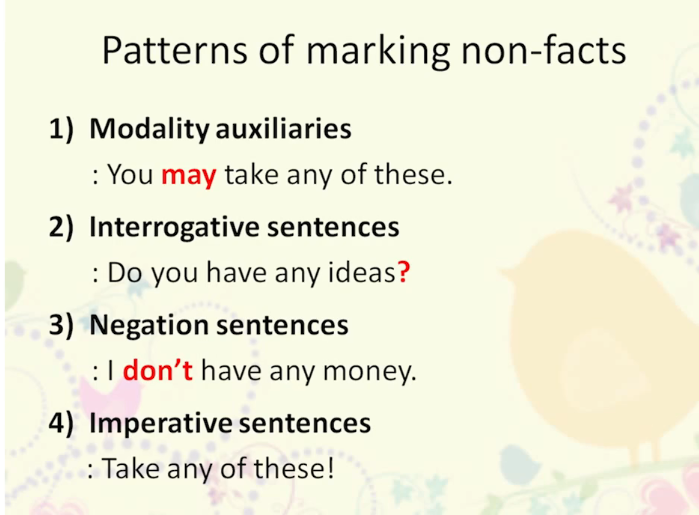 Patterns of marking non-facts
1) Modality auxiliaries
: You may take any of these.
2) Interrogative sentences
: Do you have any ideas?
3) Negation sentences
: I don't have any money.
4) Imperative sentences
: Take any of these!